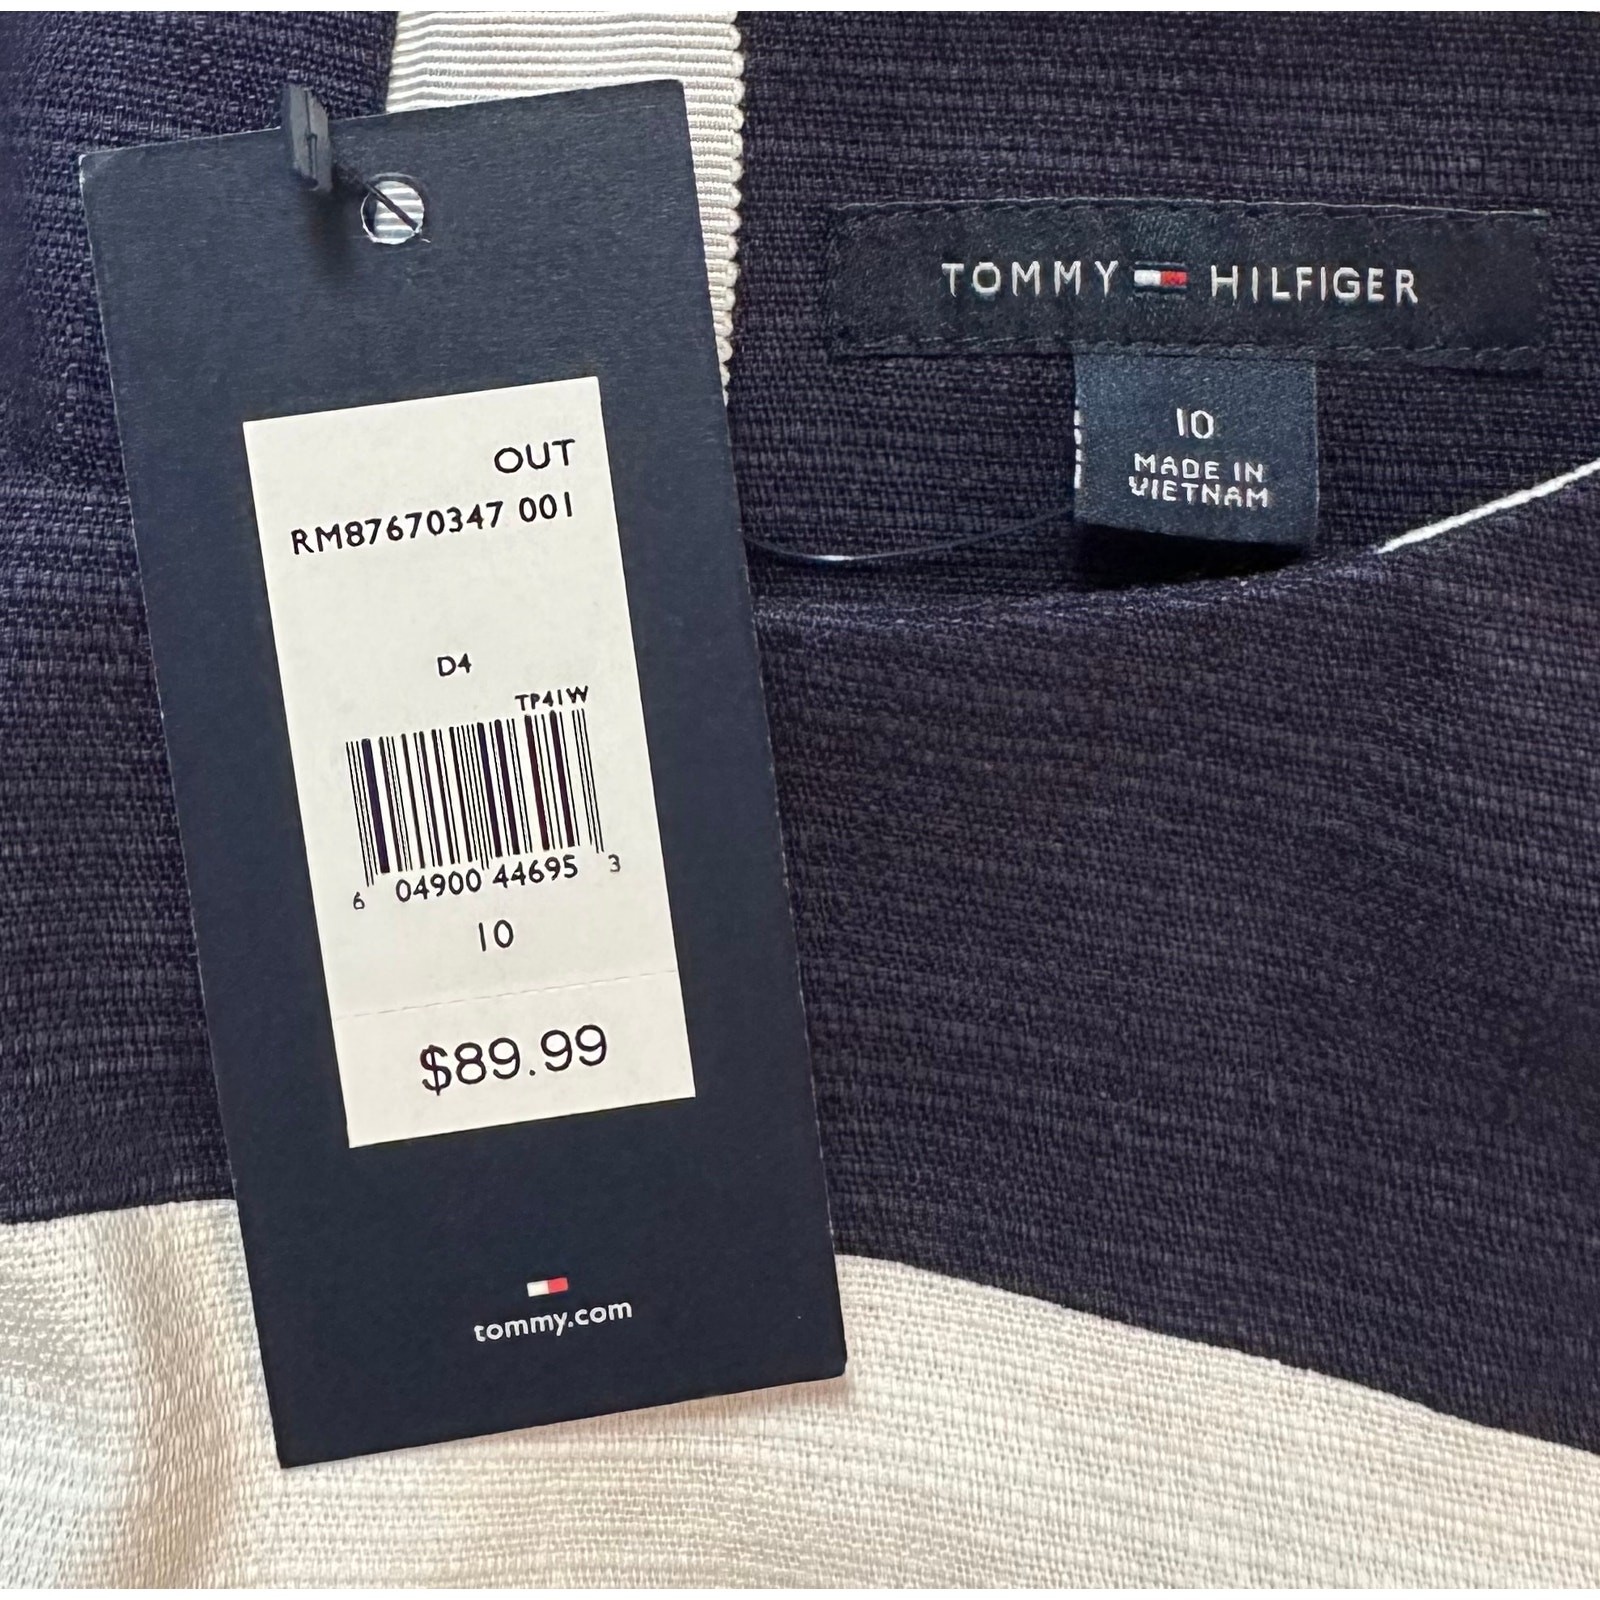 OUT
RM87670347 001
D4
TP41W
6 04900 44695 3
10
$89.99
tommy.com
TOMMY HILFIGER
10
MADE IN
VIETNAM